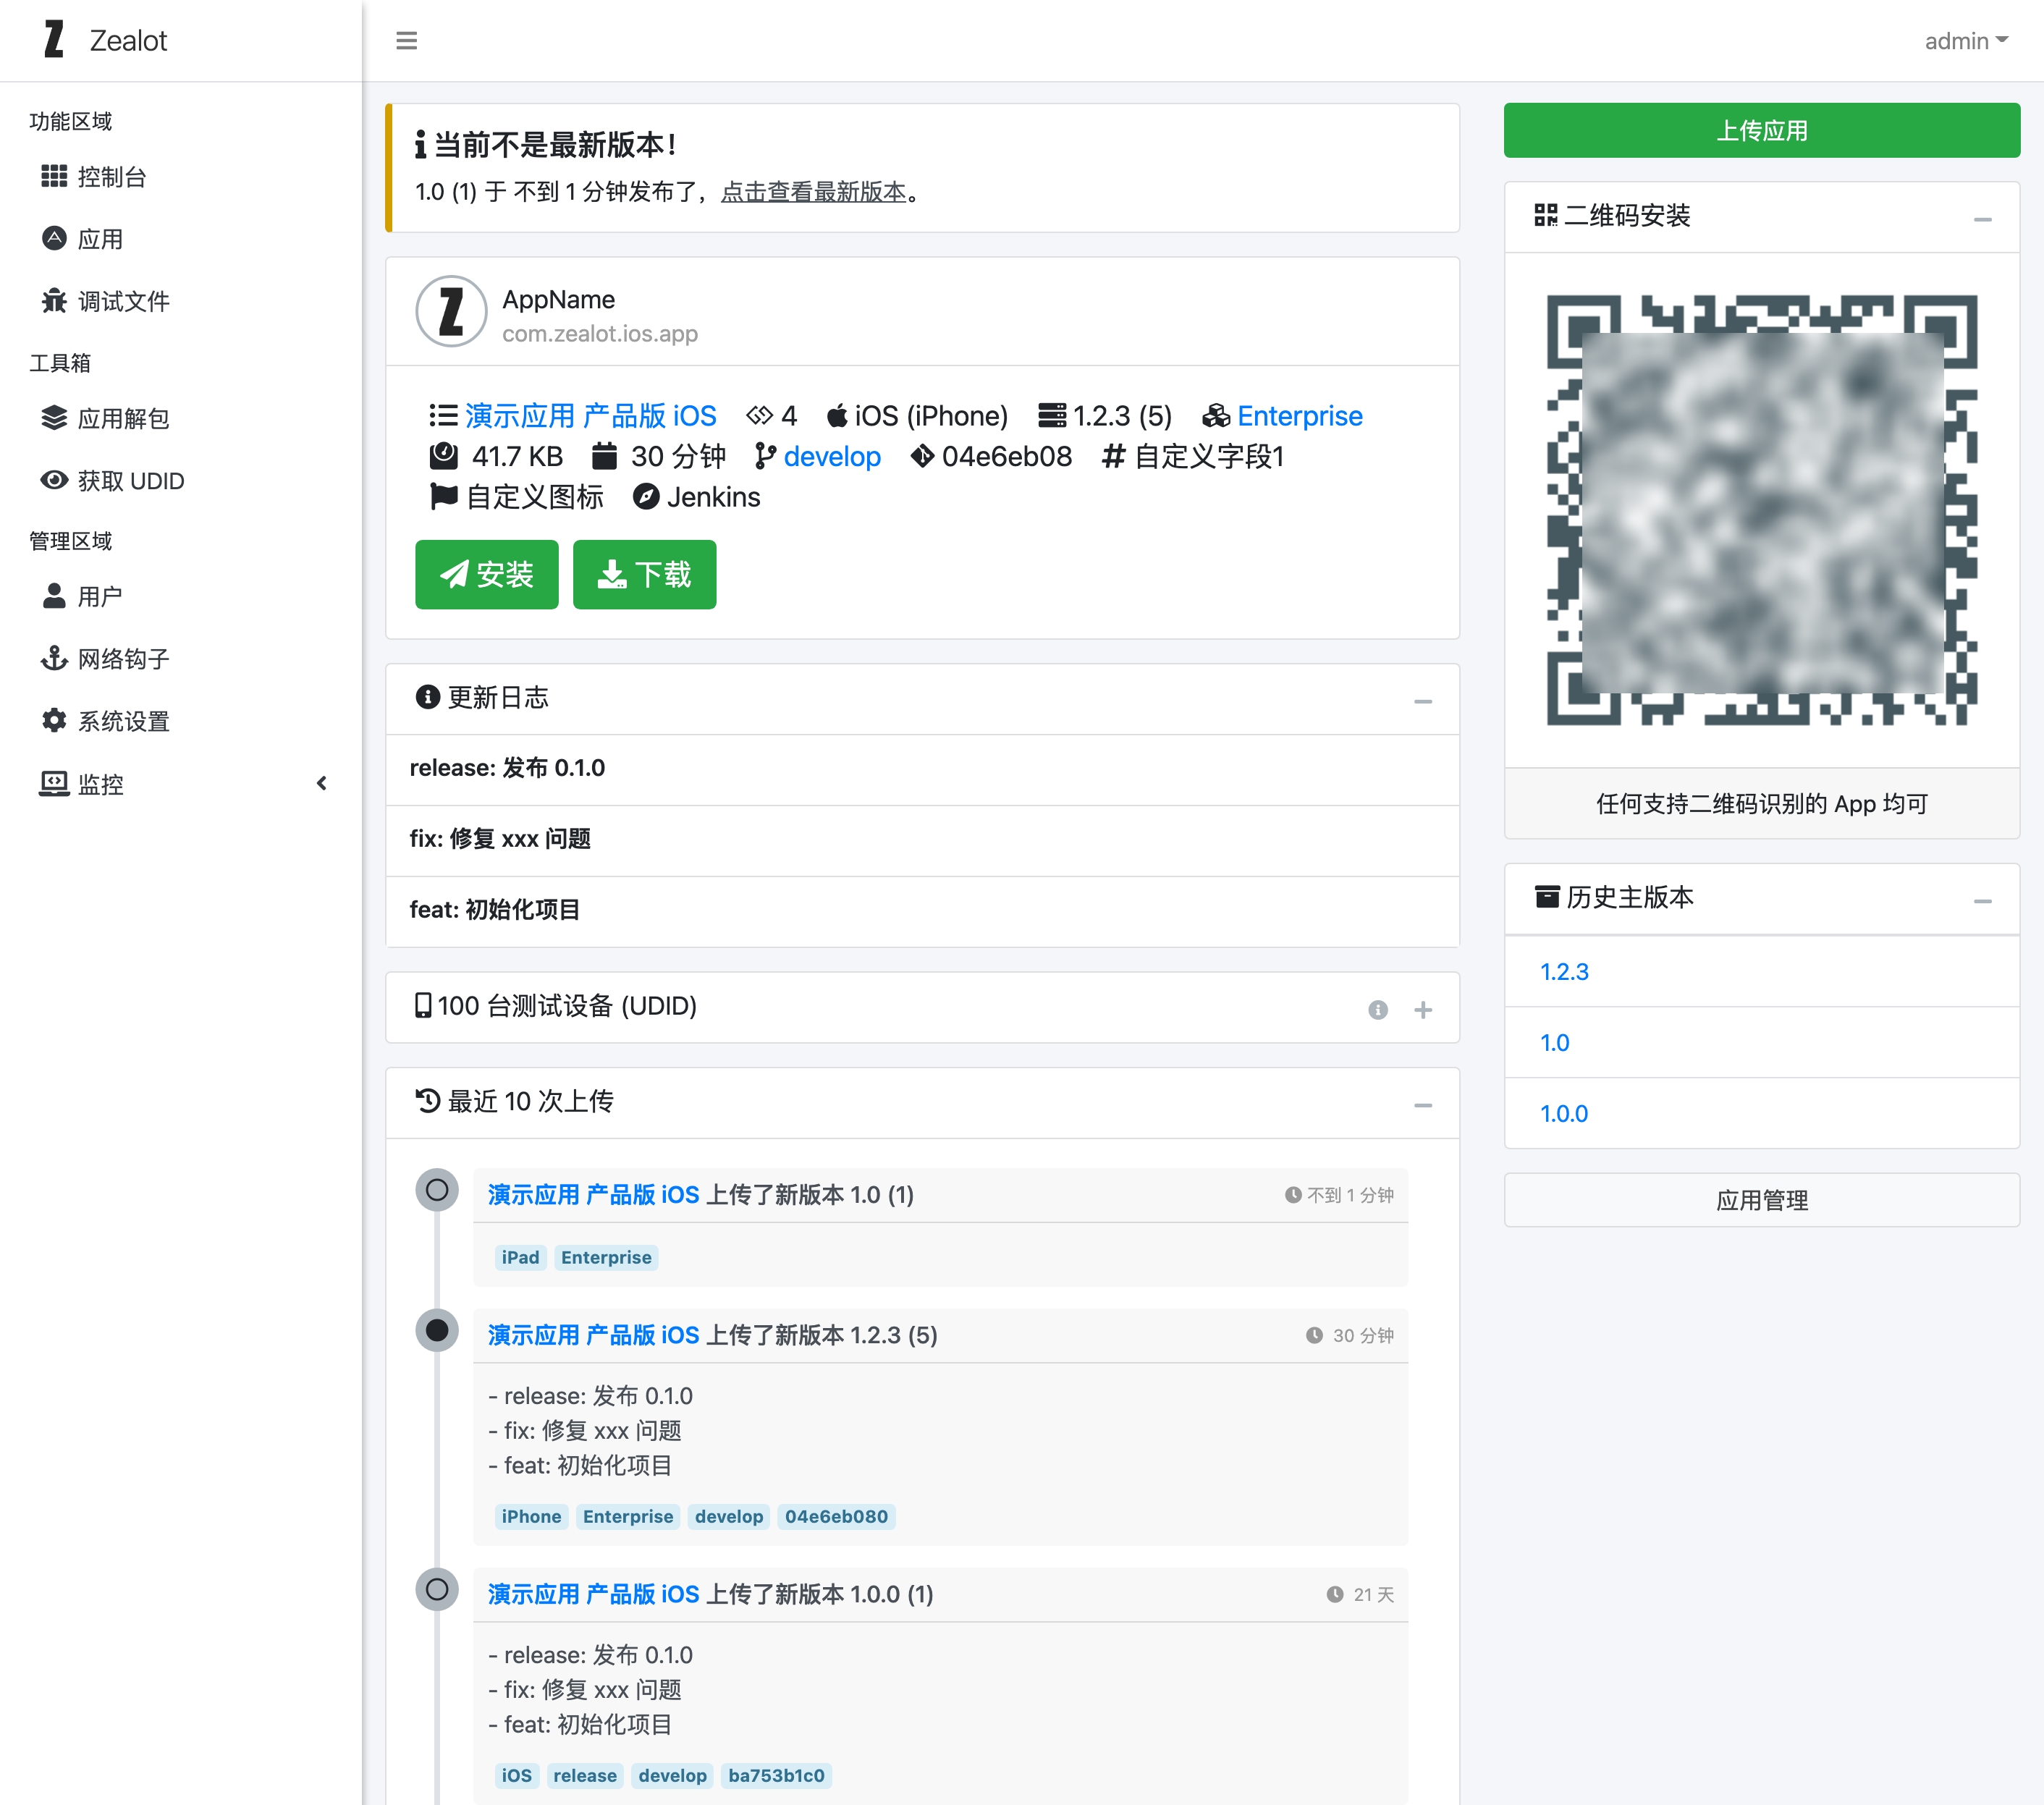 Zealot
admin
功能区域
控制台
应用
调试文件
工具箱
应用解包
获取 UDID
管理区域
用户
网络钩子
系统设置
监控
当前不是最新版本！
1.0 (1) 于 不到 1 分钟发布了，点击查看最新版本。
AppName
com.zealot.ios.app
演示应用 产品版 iOS 4 iOS (iPhone) 1.2.3 (5) Enterprise
41.7 KB 30 分钟 develop 04e6eb08 自定义字段1
自定义图标 Jenkins
安装 下载
更新日志
release: 发布 0.1.0
fix: 修复 xxx 问题
feat: 初始化项目
100 台测试设备 (UDID)
最近 10 次上传
演示应用 产品版 iOS 上传了新版本 1.0 (1) 不到 1 分钟
iPad Enterprise
演示应用 产品版 iOS 上传了新版本 1.2.3 (5) 30 分钟
- release: 发布 0.1.0
- fix: 修复 xxx 问题
- feat: 初始化项目
iPhone Enterprise develop 04e6eb080
演示应用 产品版 iOS 上传了新版本 1.0.0 (1) 21 天
- release: 发布 0.1.0
- fix: 修复 xxx 问题
- feat: 初始化项目
iOS release develop ba753b1c0
上传应用
二维码安装
任何支持二维码识别的 App 均可
历史主版本
1.2.3
1.0
1.0.0
应用管理